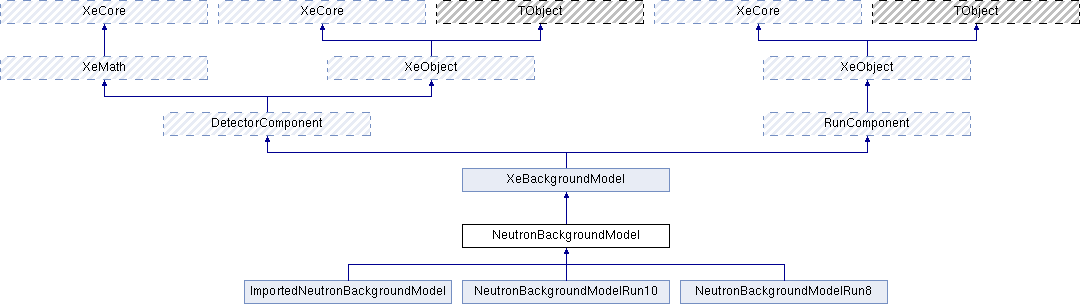 XeCore XeCore TObject XeCore TObject
XeMath XeObject XeObject
DetectorComponent RunComponent
XeBackgroundModel
NeutronBackgroundModel
ImportedNeutronBackgroundModel NeutronBackgroundModelRun10 NeutronBackgroundModelRun8